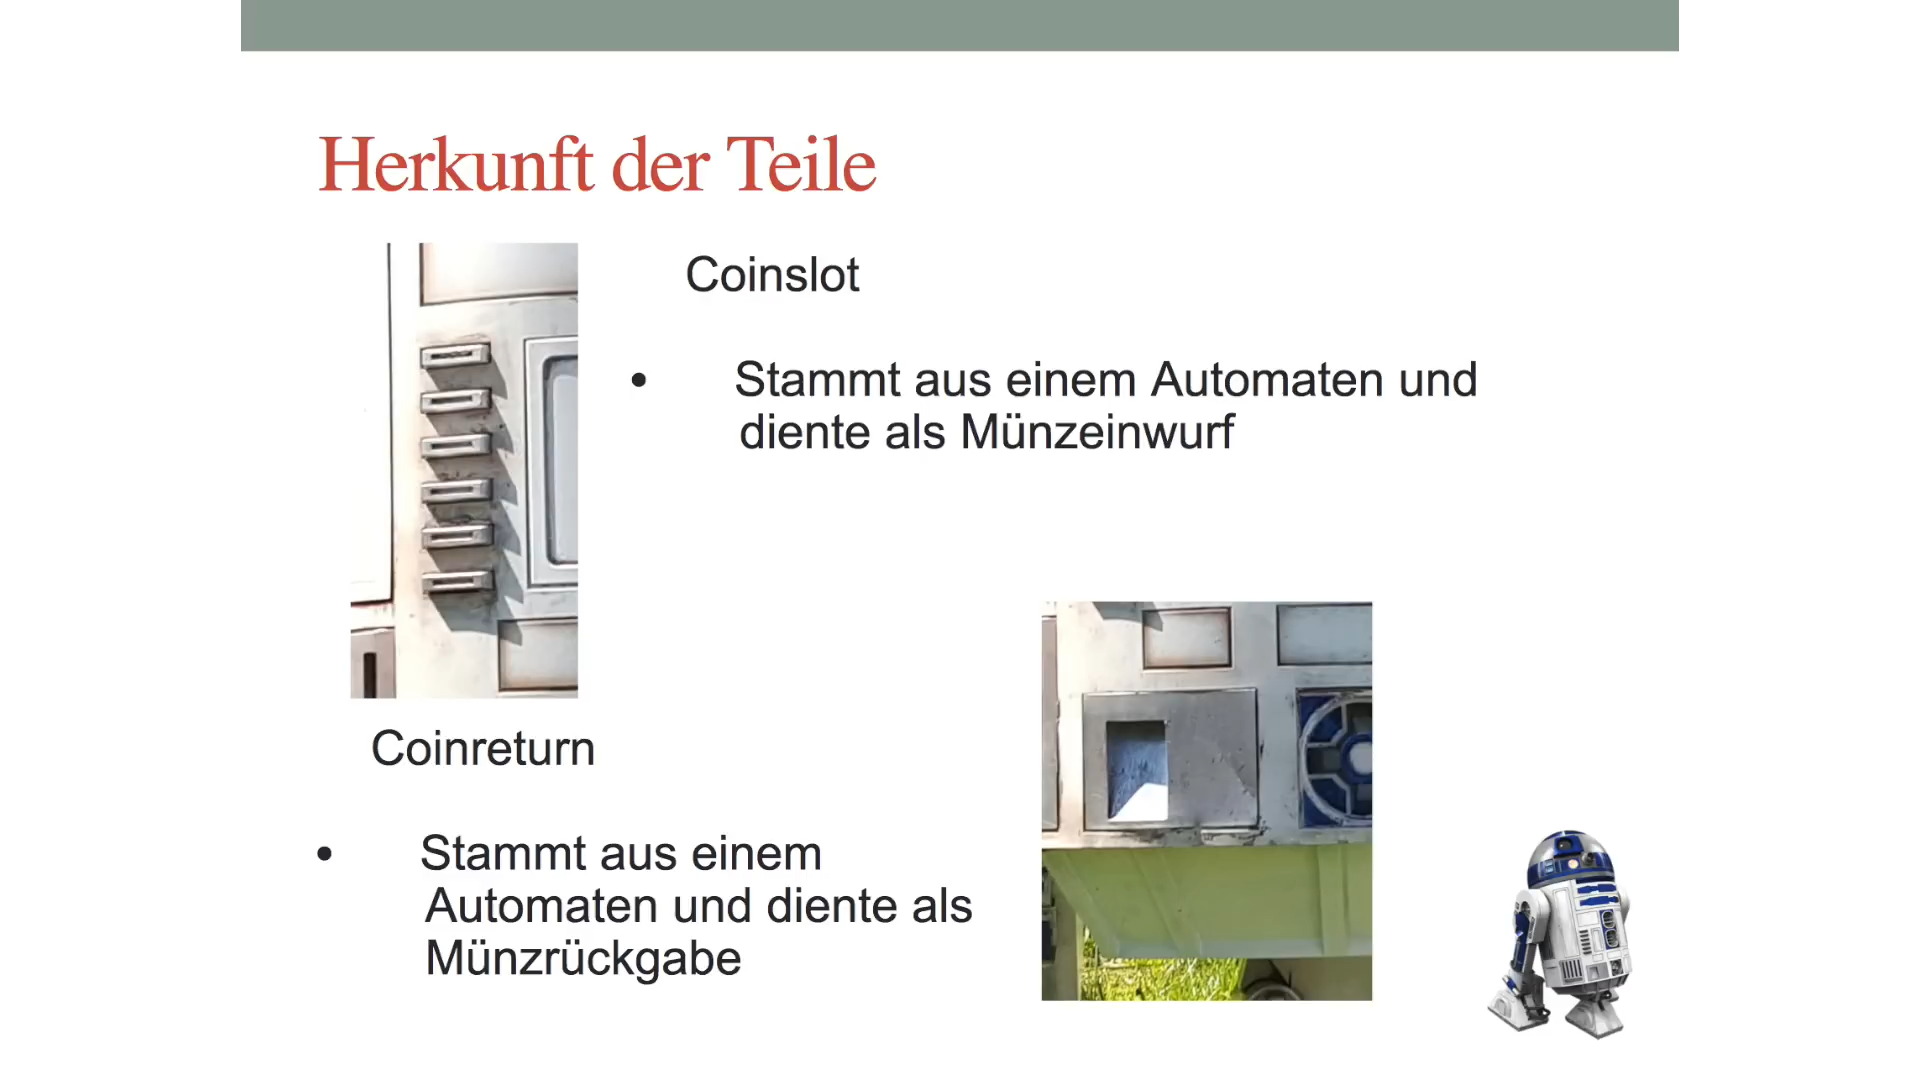 Herkunft der Teile
Coinslot
• Stammt aus einem Automaten und
diente als Münzeinwurf
Coinreturn
• Stammt aus einem
Automaten und diente als
Münzrückgabe